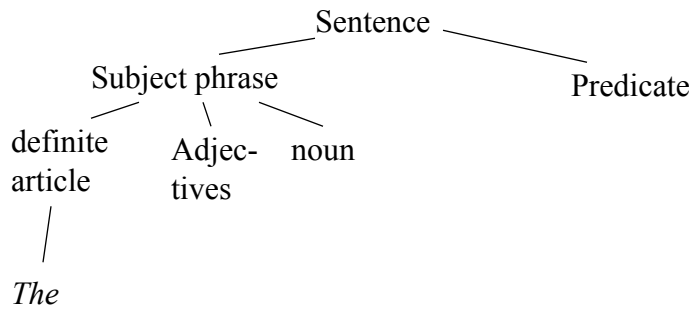 Sentence
Subject phrase
Predicate
definite
article
Adjec-
tives
noun
The